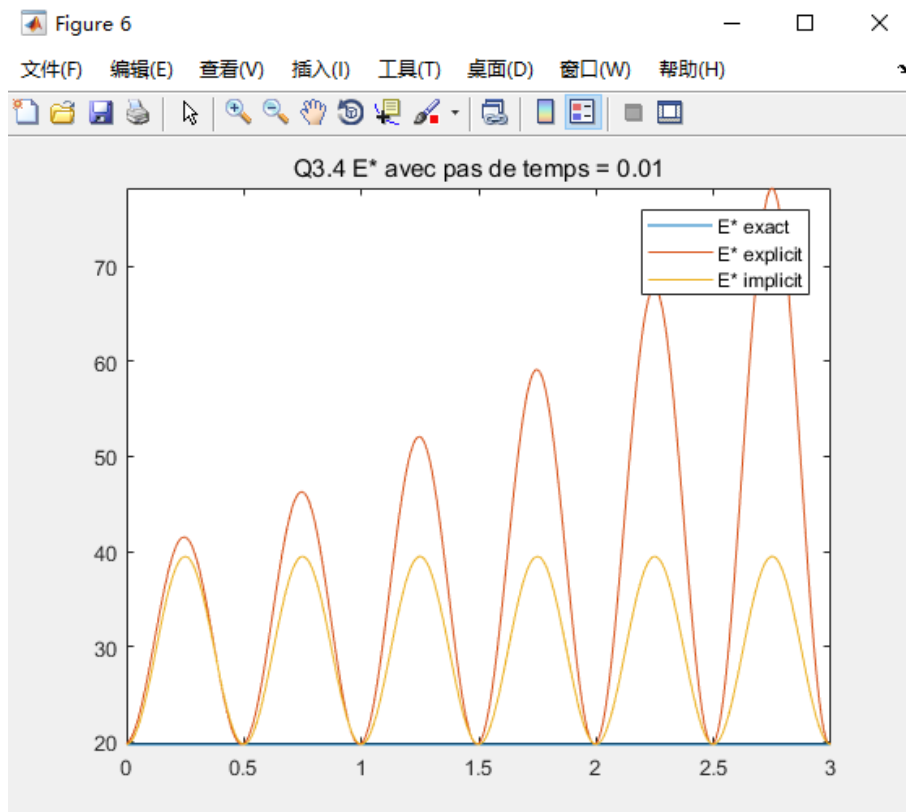 Figure 6
文件(F) 编辑(E) 查看(V) 插入(I) 工具(T) 桌面(D) 窗口(W) 帮助(H)
Q3.4 E* avec pas de temps = 0.01
E* exact
E* explicit
E* implicit
70
60
50
40
30
20
0 0.5 1 1.5 2 2.5 3